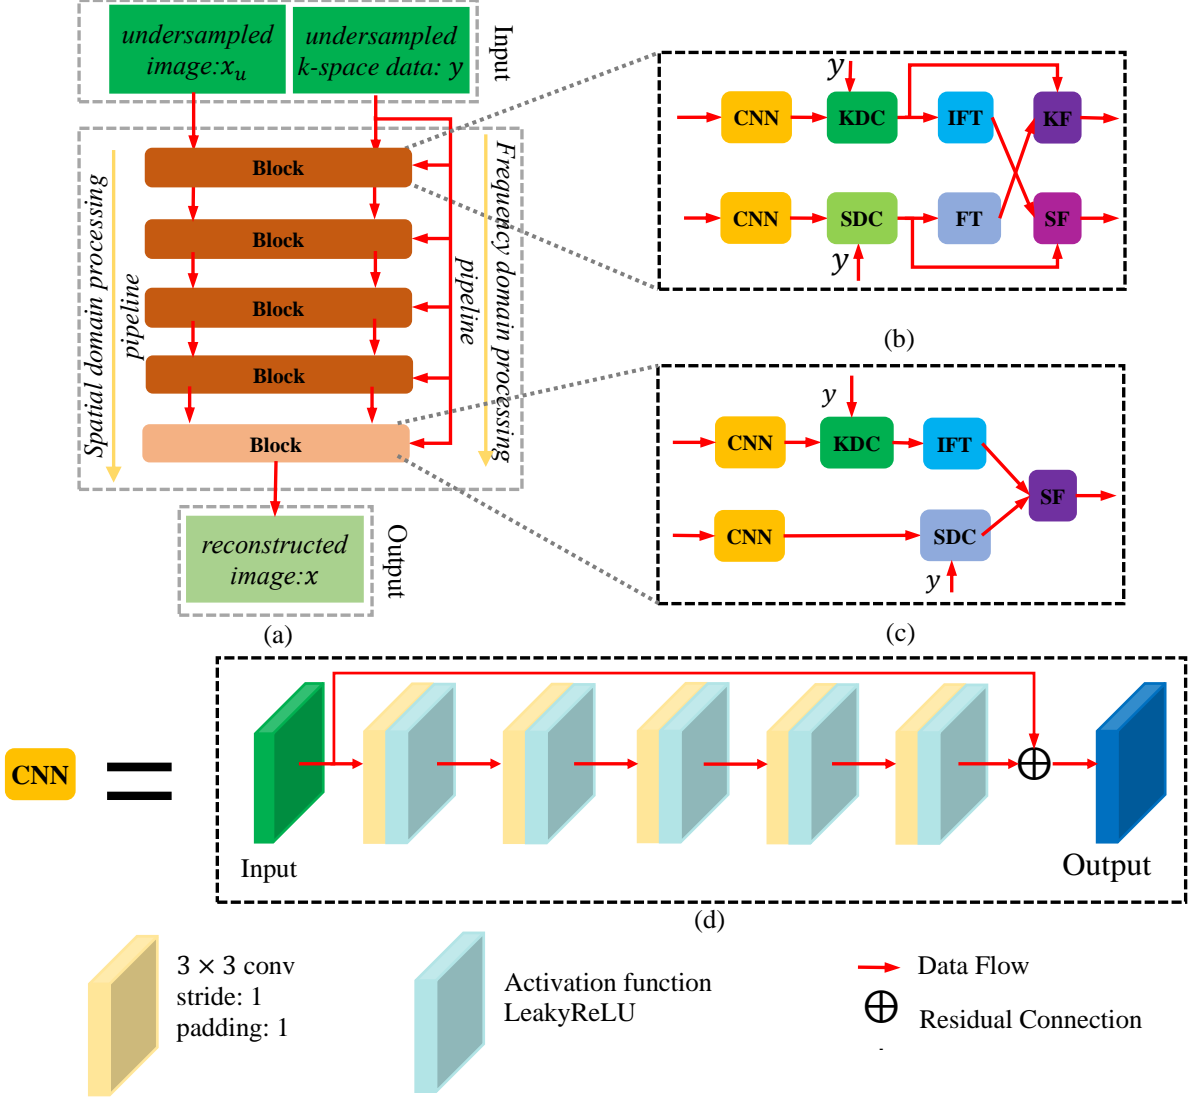 undersampled
image:xᵤ
undersampled
k-space data: y
Input
Spatial domain processing
pipeline
Frequency domain processing
pipeline
Block
Block
Block
Block
Block
reconstructed
image:x
Output
(a)
y
CNN
KDC
IFT
KF
CNN
SDC
FT
SF
y
(b)
y
CNN
KDC
IFT
SF
CNN
SDC
y
(c)
CNN
Input
Output
(d)
3 × 3 conv
stride: 1
padding: 1
Activation function
LeakyReLU
Data Flow
Residual Connection